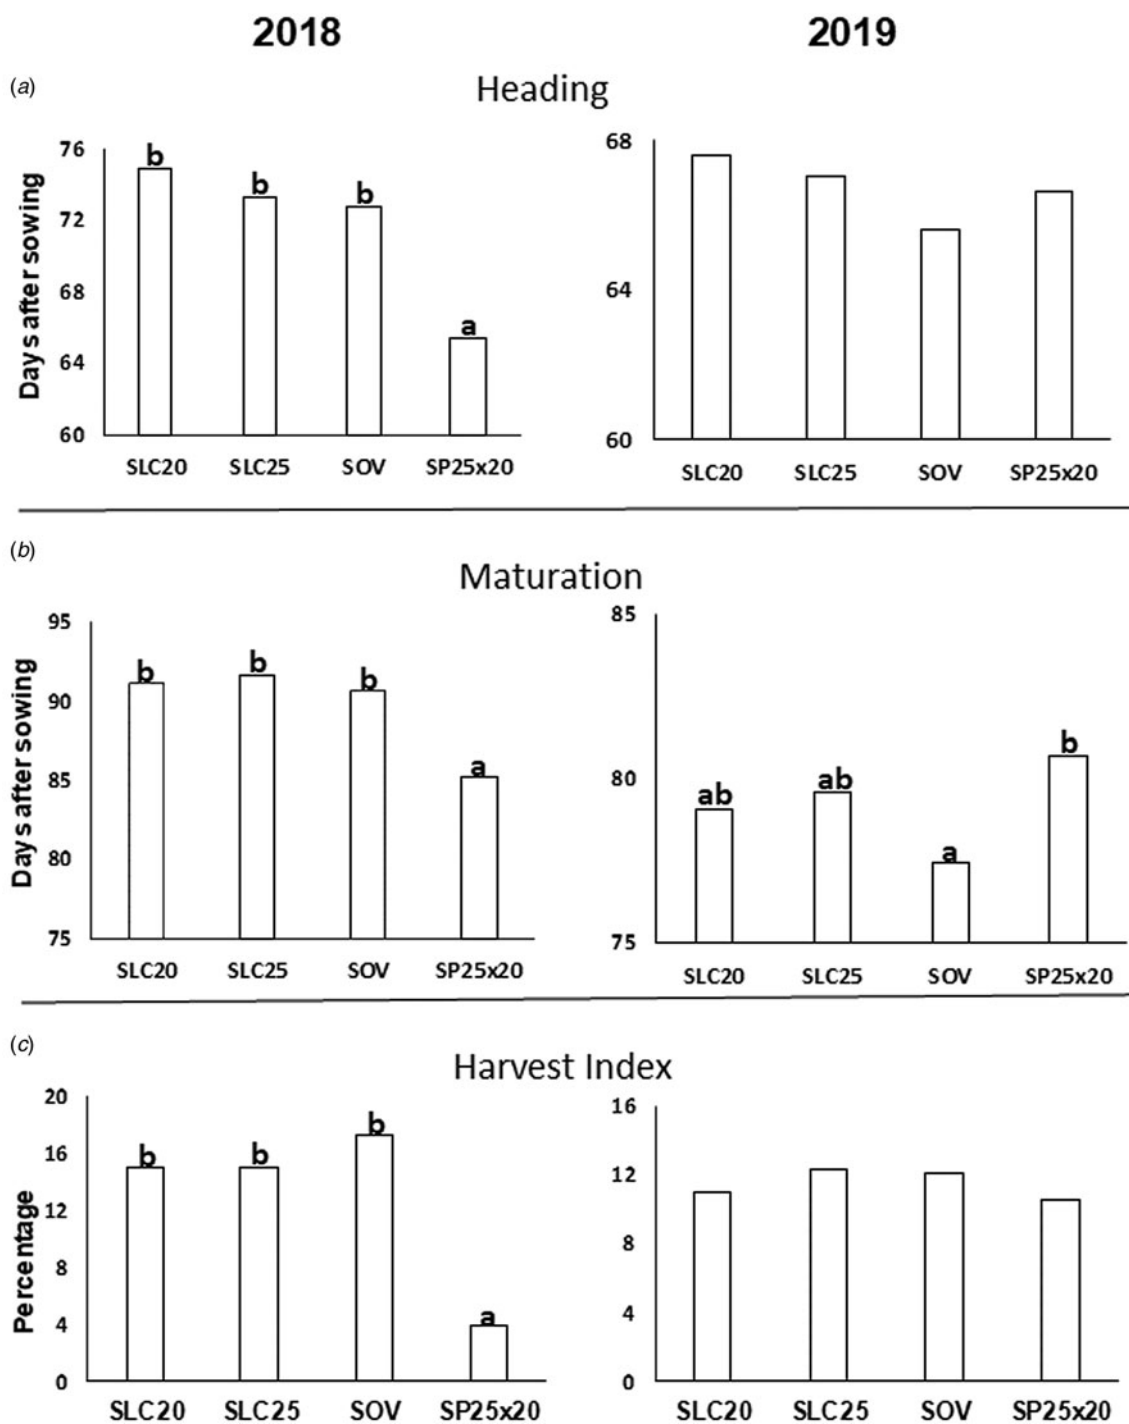 2018 2019
(a)
Heading
Days after sowing
76
72
68
64
60
b b b a
SLC20 SLC25 SOV SP25x20
68
64
60
SLC20 SLC25 SOV SP25x20
(b)
Maturation
Days after sowing
95
90
85
80
75
b b b a
SLC20 SLC25 SOV SP25x20
85
80
75
ab ab a b
SLC20 SLC25 SOV SP25x20
(c)
Harvest Index
Percentage
20
16
12
8
4
0
b b b a
SLC20 SLC25 SOV SP25x20
16
12
8
4
0
SLC20 SLC25 SOV SP25x20